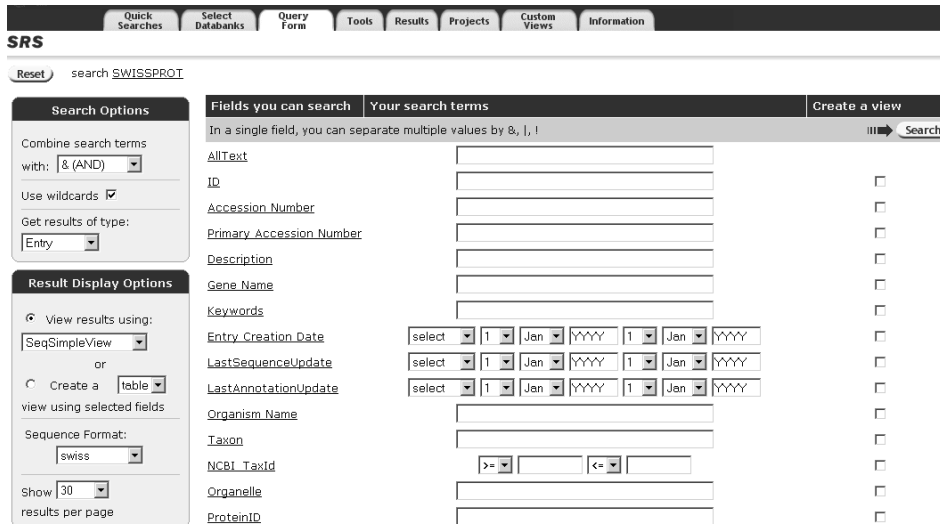 Quick Searches
Select Databanks
Query Form
Tools
Results
Projects
Custom Views
Information
SRS
Reset search SWISSPROT
Search Options
Combine search terms
with: & (AND)
Use wildcards
Get results of type:
Entry
Result Display Options
View results using:
SeqSimpleView
or
Create a table
view using selected fields
Sequence Format:
swiss
Show 30
results per page
Fields you can search Your search terms Create a view
In a single field, you can separate multiple values by &, |, ! Search
AllText
ID
Accession Number
Primary Accession Number
Description
Gene Name
Keywords
Entry Creation Date select 1 Jan YYYY 1 Jan YYYY
LastSequenceUpdate select 1 Jan YYYY 1 Jan YYYY
LastAnnotationUpdate select 1 Jan YYYY 1 Jan YYYY
Organism Name
Taxon
NCBI_TaxId >= <=
Organelle
ProteinID